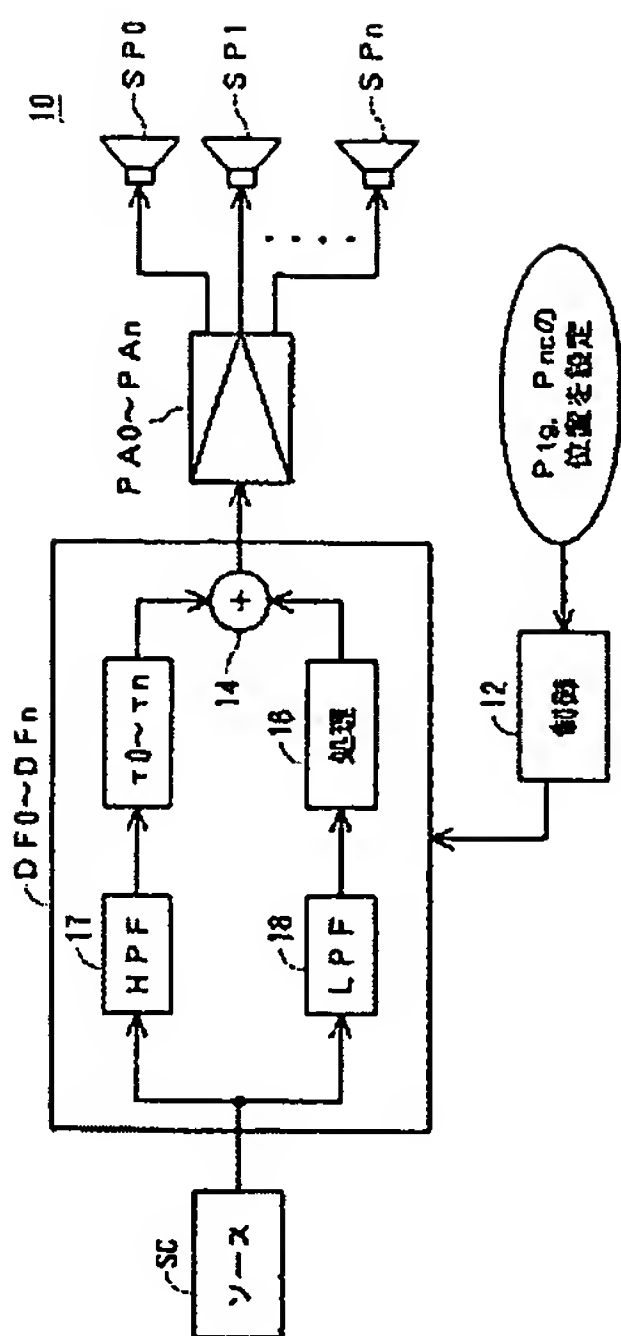 10
SP0
SP1
SPn
PA0~PAn
DF0~DFn
17
HPF
τ0~τn
14
+
18
LPF
16
処理
SC
ソース
12
制御
Ptg, Pncの
位置を設定